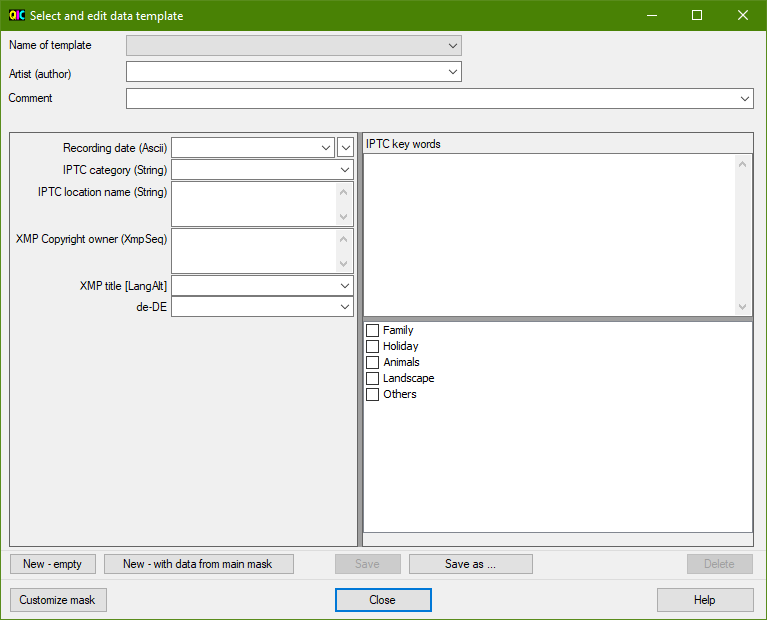 QIC Select and edit data template
Name of template
Artist (author)
Comment
Recording date (Ascii)
IPTC category (String)
IPTC location name (String)
XMP Copyright owner (XmpSeq)
XMP title [LangAlt]
de-DE
IPTC key words
Family
Holiday
Animals
Landscape
Others
New - empty
New - with data from main mask
Save
Save as ...
Delete
Customize mask
Close
Help